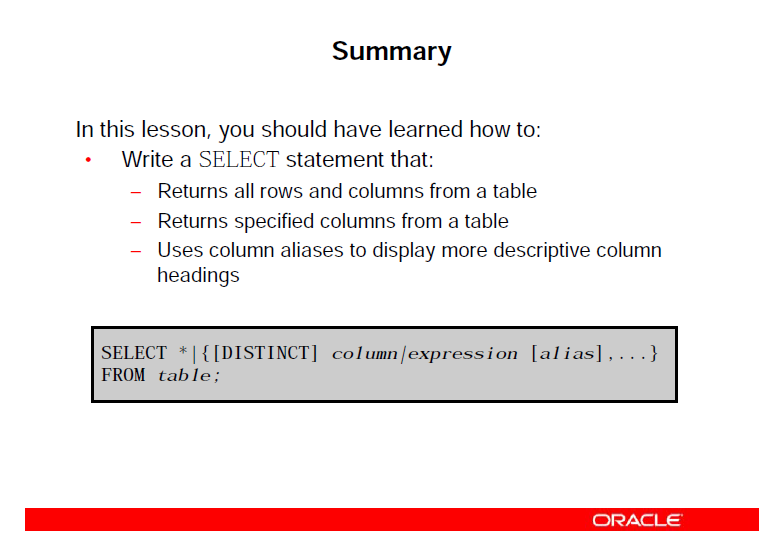 Summary
In this lesson, you should have learned how to:
• Write a SELECT statement that:
– Returns all rows and columns from a table
– Returns specified columns from a table
– Uses column aliases to display more descriptive column
headings
SELECT *|{[DISTINCT] column|expression [alias],...}
FROM table;
ORACLE